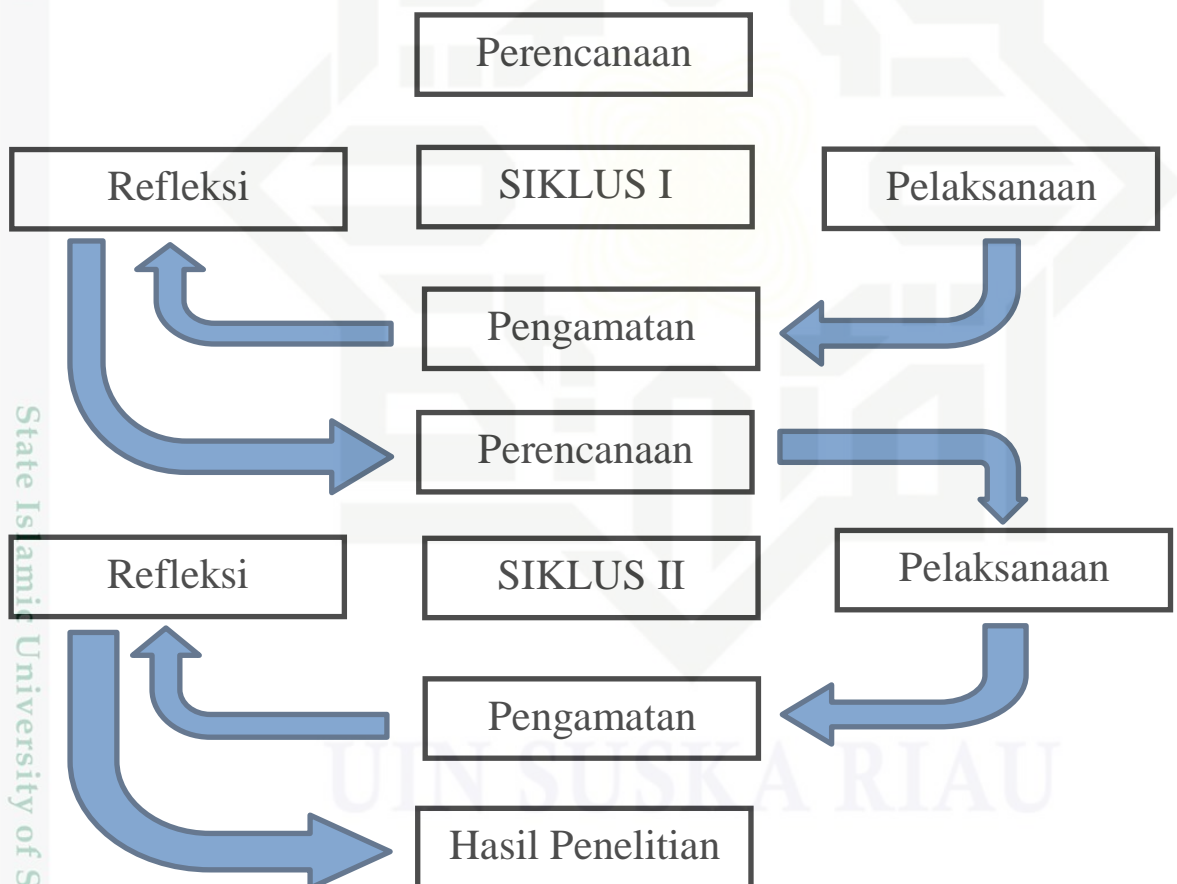 Perencanaan
Refleksi
SIKLUS I
Pelaksanaan
Pengamatan
Perencanaan
Refleksi
SIKLUS II
Pelaksanaan
Pengamatan
Hasil Penelitian
UIN SUSKA RIAU
State Islamic University of S